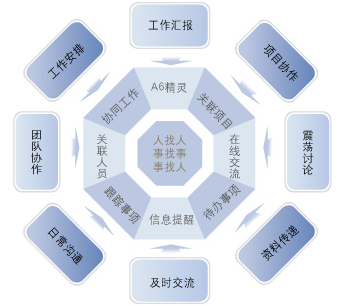 工作汇报
工作安排
项目协作
A6精灵
协同工作
关联项目
团队协作
关联人员
人找人
事找事
事找人
在线交流
震荡讨论
跟踪事项
待办事项
信息提醒
日常沟通
资料传递
及时交流